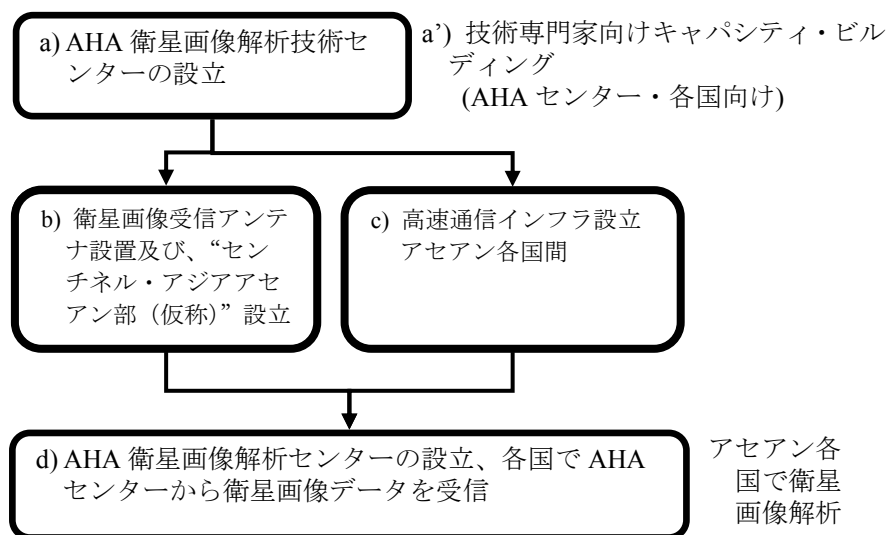 a) AHA 衛星画像解析技術セ
ンターの設立
a’) 技術専門家向けキャパシティ・ビル
ディング
(AHA センター・各国向け)
b) 衛星画像受信アンテ
ナ設置及び、“セン
チネル・アジアアセ
アン部（仮称）” 設立
c) 高速通信インフラ設立
アセアン各国間
d) AHA 衛星画像解析センターの設立、各国で AHA
センターから衛星画像データを受信
アセアン各
国で衛星
画像解析